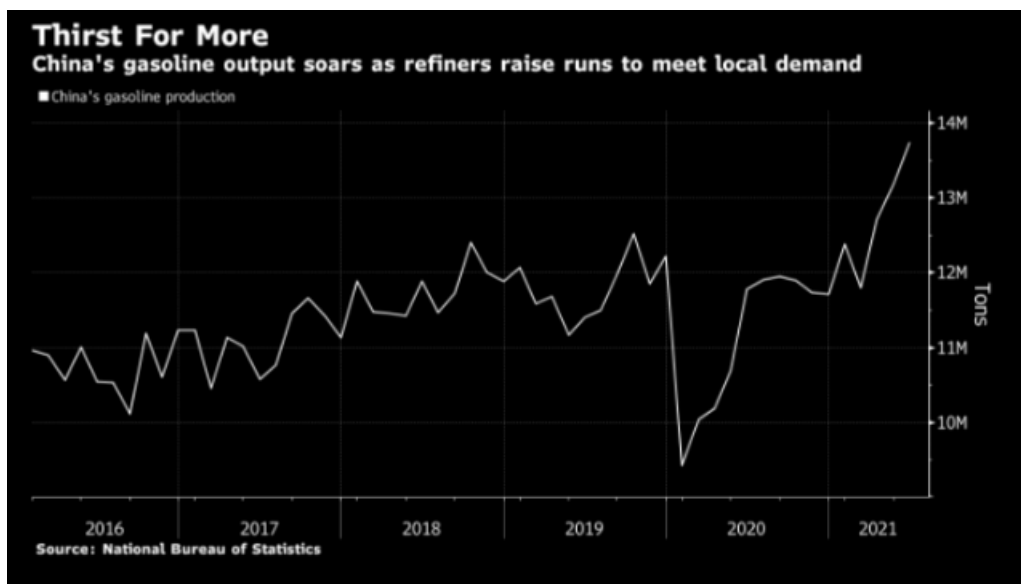 Thirst For More
China's gasoline output soars as refiners raise runs to meet local demand
China's gasoline production
14M
13M
12M
11M
10M
Tons
2016 2017 2018 2019 2020 2021
Source: National Bureau of Statistics